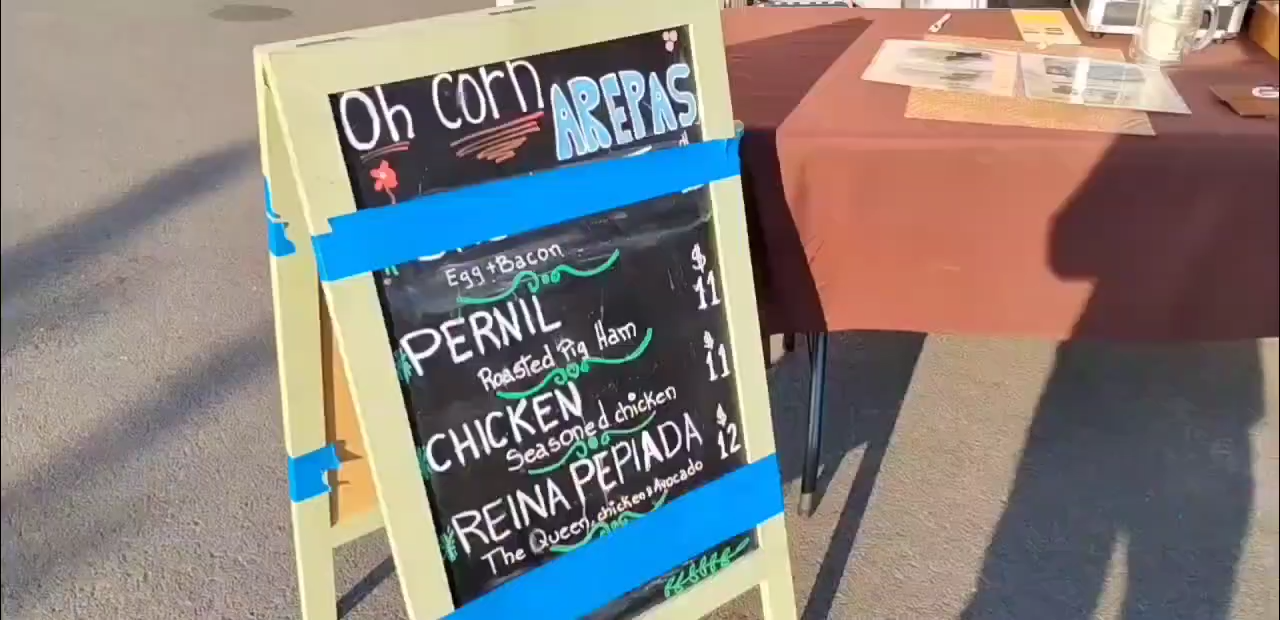 Oh Corn AREPAS
Egg + Bacon
PERNIL $ 11
Roasted Pig Ham
CHICKEN $ 11
Seasoned chicken
REINA PEPIADA $ 12
The Queen, chicken & Avocado